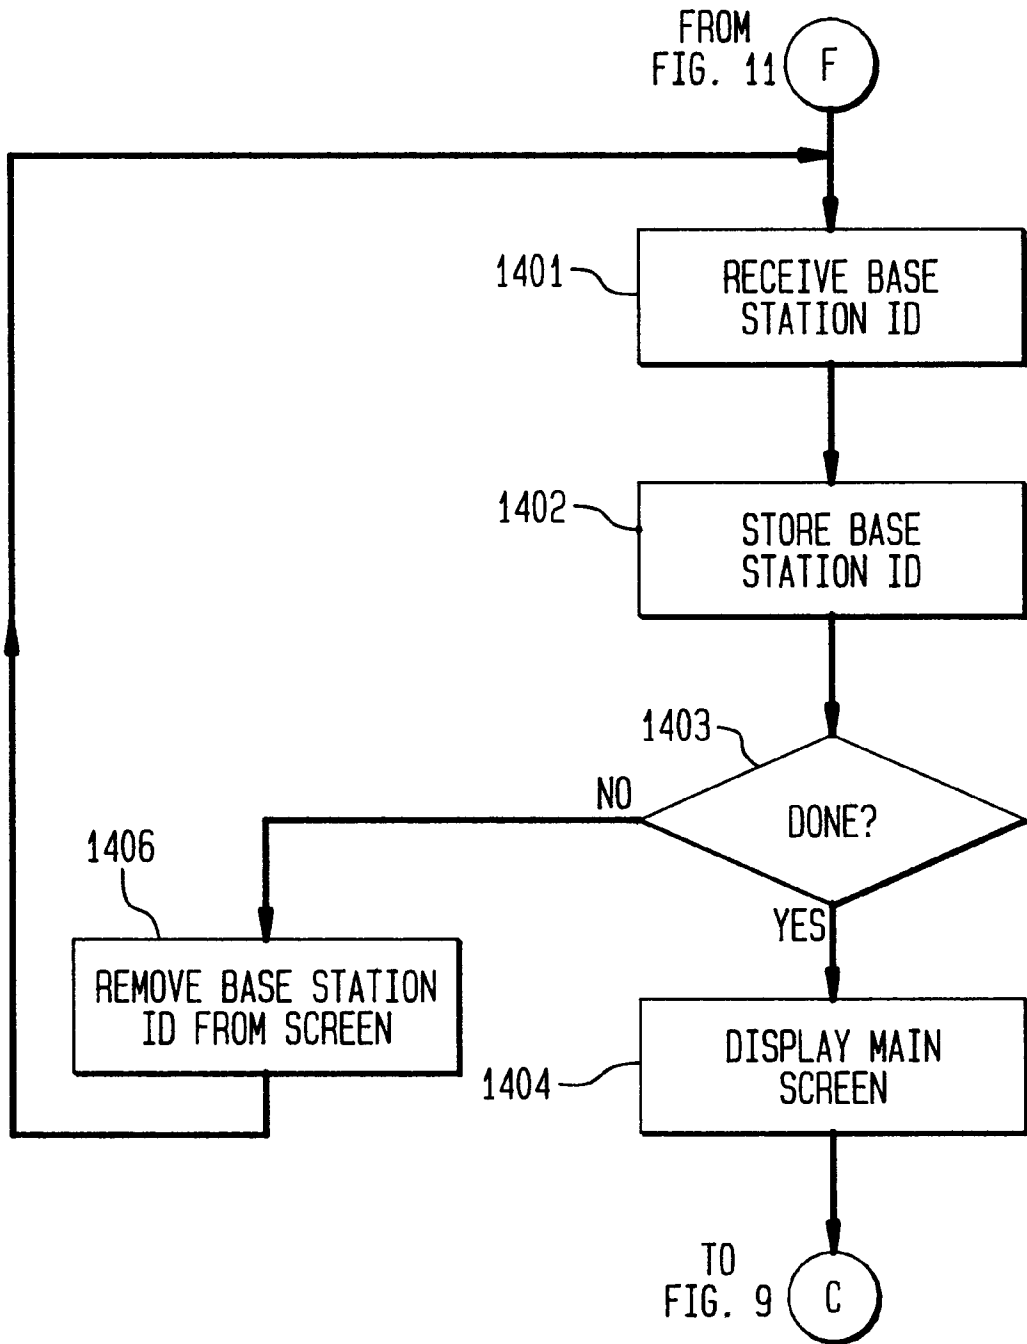 FROM
FIG. 11
F
1401
RECEIVE BASE
STATION ID
1402
STORE BASE
STATION ID
1403
NO
DONE?
1406
YES
REMOVE BASE STATION
ID FROM SCREEN
1404
DISPLAY MAIN
SCREEN
TO
FIG. 9
C